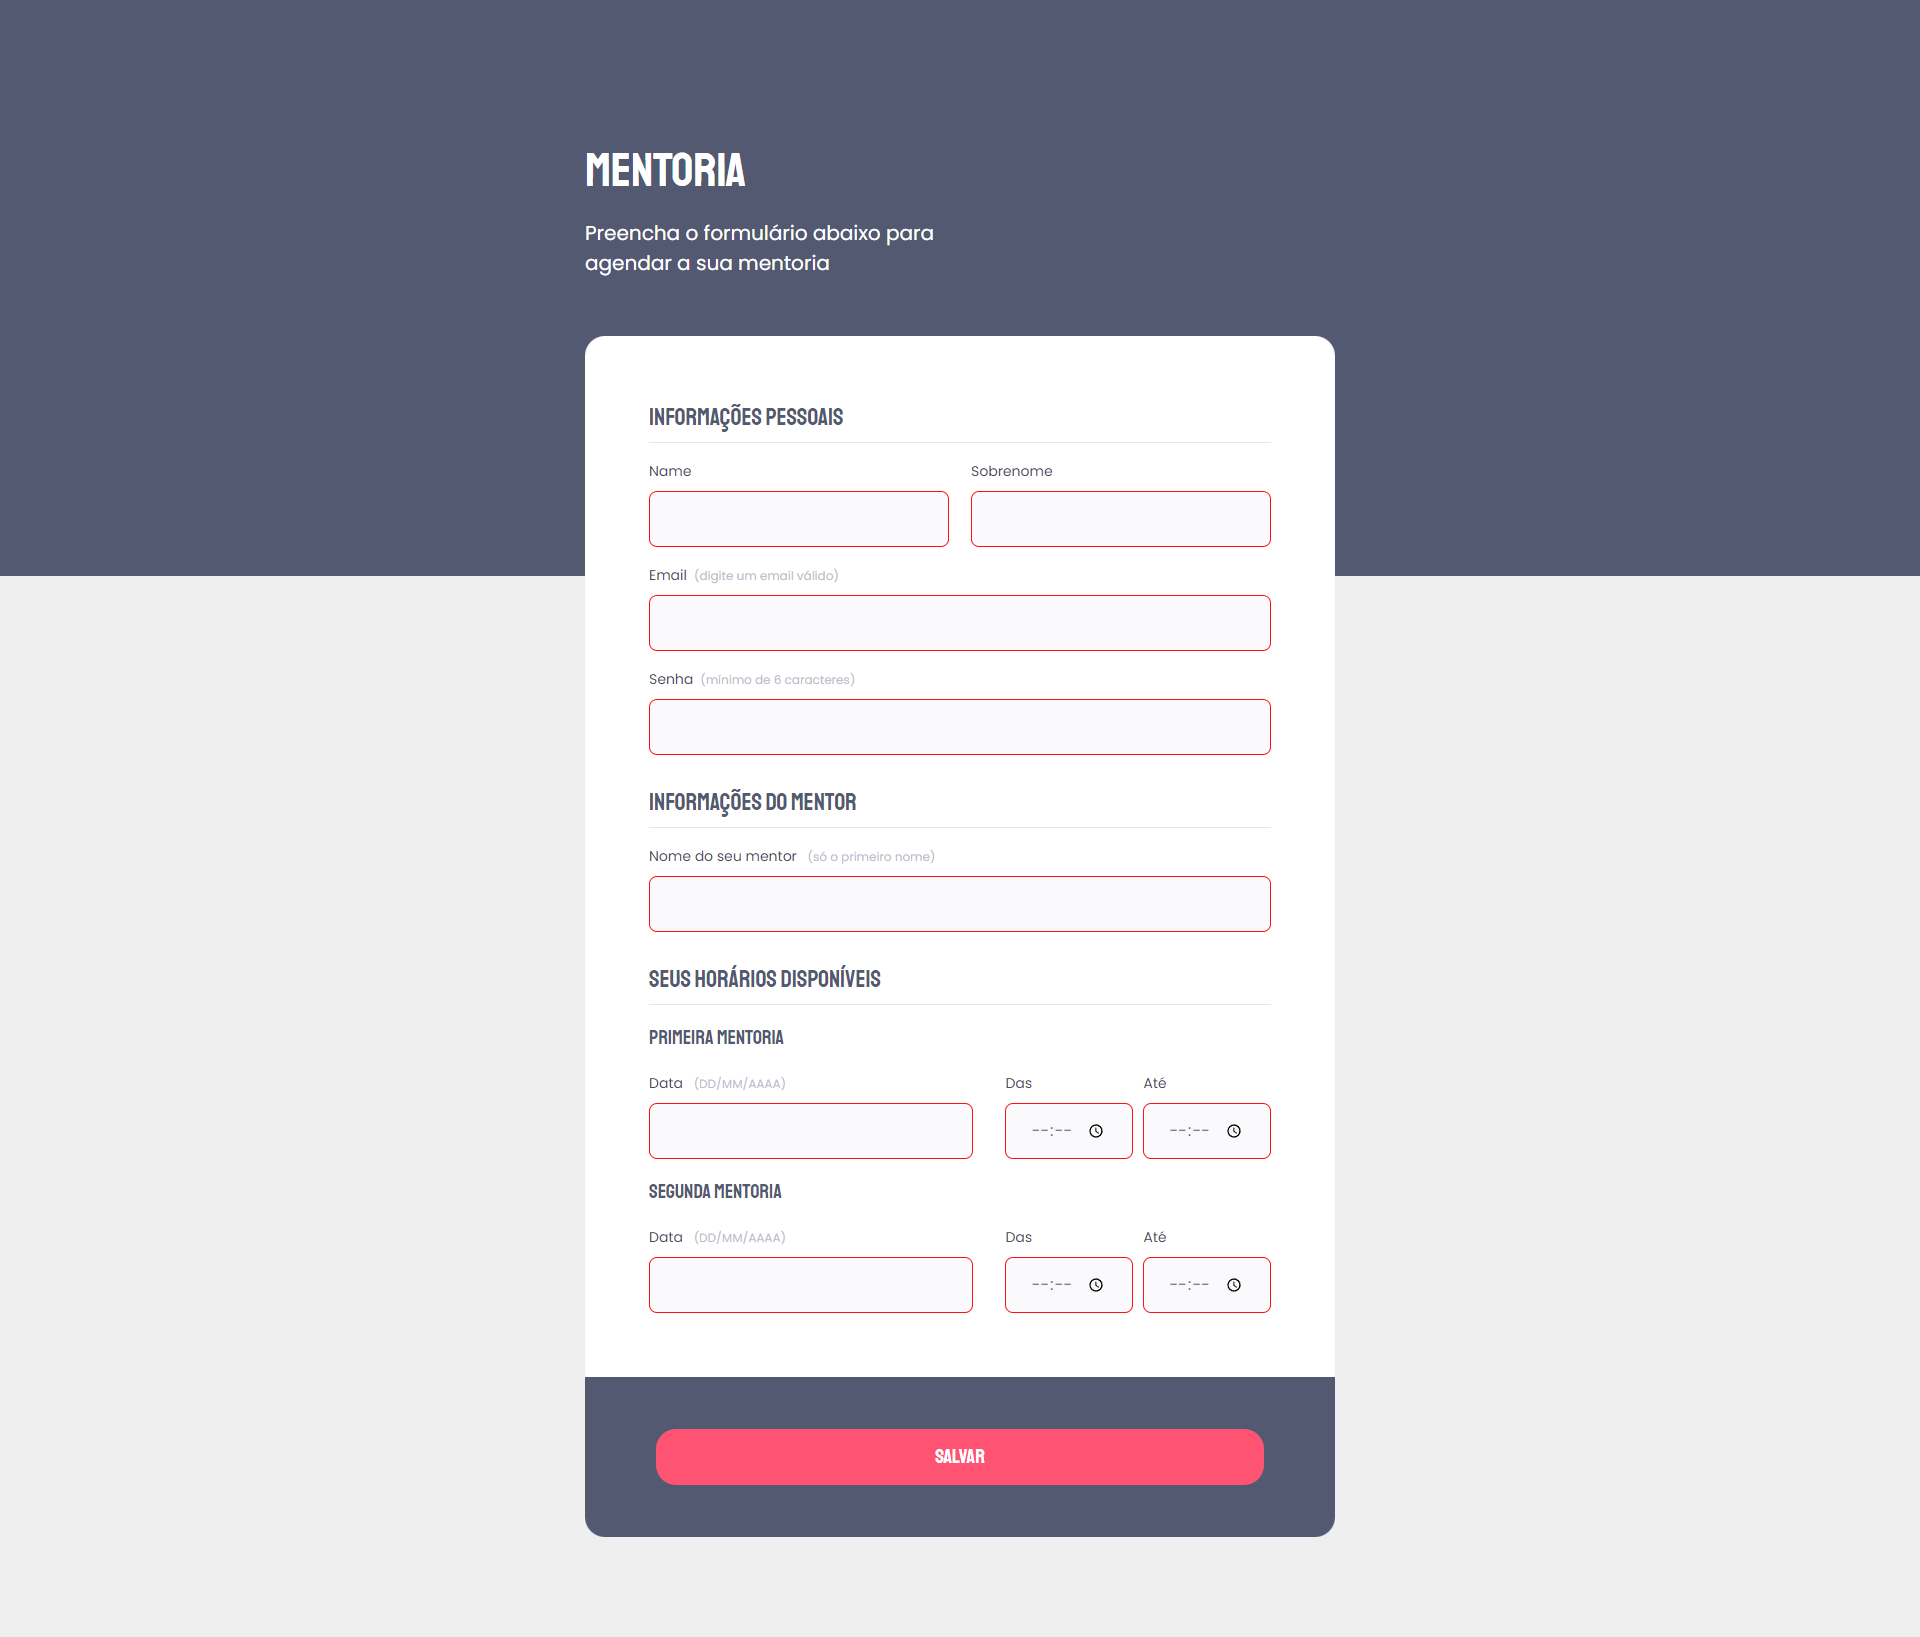 MENTORIA
Preencha o formulário abaixo para
agendar a sua mentoria
INFORMAÇÕES PESSOAIS
Name Sobrenome
Email (digite um email válido)
Senha (mínimo de 6 caracteres)
INFORMAÇÕES DO MENTOR
Nome do seu mentor (só o primeiro nome)
SEUS HORÁRIOS DISPONÍVEIS
PRIMEIRA MENTORIA
Data (DD/MM/AAAA) Das Até
--:-- --:--
SEGUNDA MENTORIA
Data (DD/MM/AAAA) Das Até
--:-- --:--
SALVAR